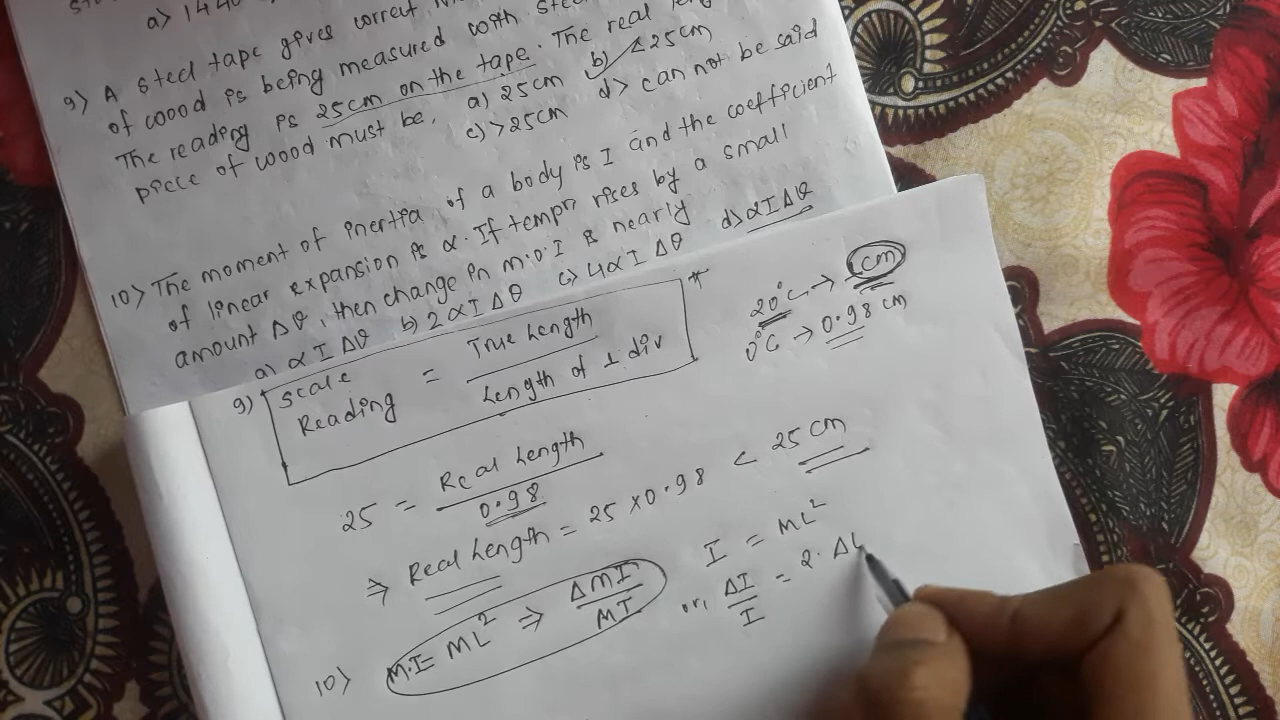 a) 144
9) A steel tape gives correct
of wood is being measured with
The reading is 25cm on the tape. The real
piece of wood must be, a) 25cm b) <25cm
c) >25cm d) can not be said
10) The moment of inertia of a body is I and the coefficient
of linear expansion is α. If tempr rises by a small
amount Δθ, then change in M.O.I is nearly
a) αIΔθ b) 2αIΔθ c) 4αIΔθ d) αIΔθ
9) Scale Reading = True Length / Length of 1 div *
20°C → cm
0°C → 0.98 cm
25 = Real Length / 0.98
⇒ Real Length = 25 x 0.98 < 25 cm
10) M.I = ML² ⇒ ΔMI / MI
I = ML²
or, ΔI / I = 2. ΔL